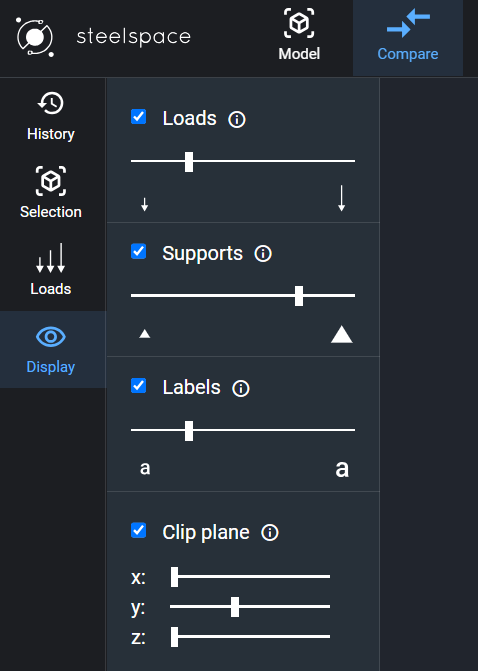 steelspace
Model
Compare
History
Selection
Loads
Display
Loads
Supports
Labels
a a
Clip plane
x:
y:
z: